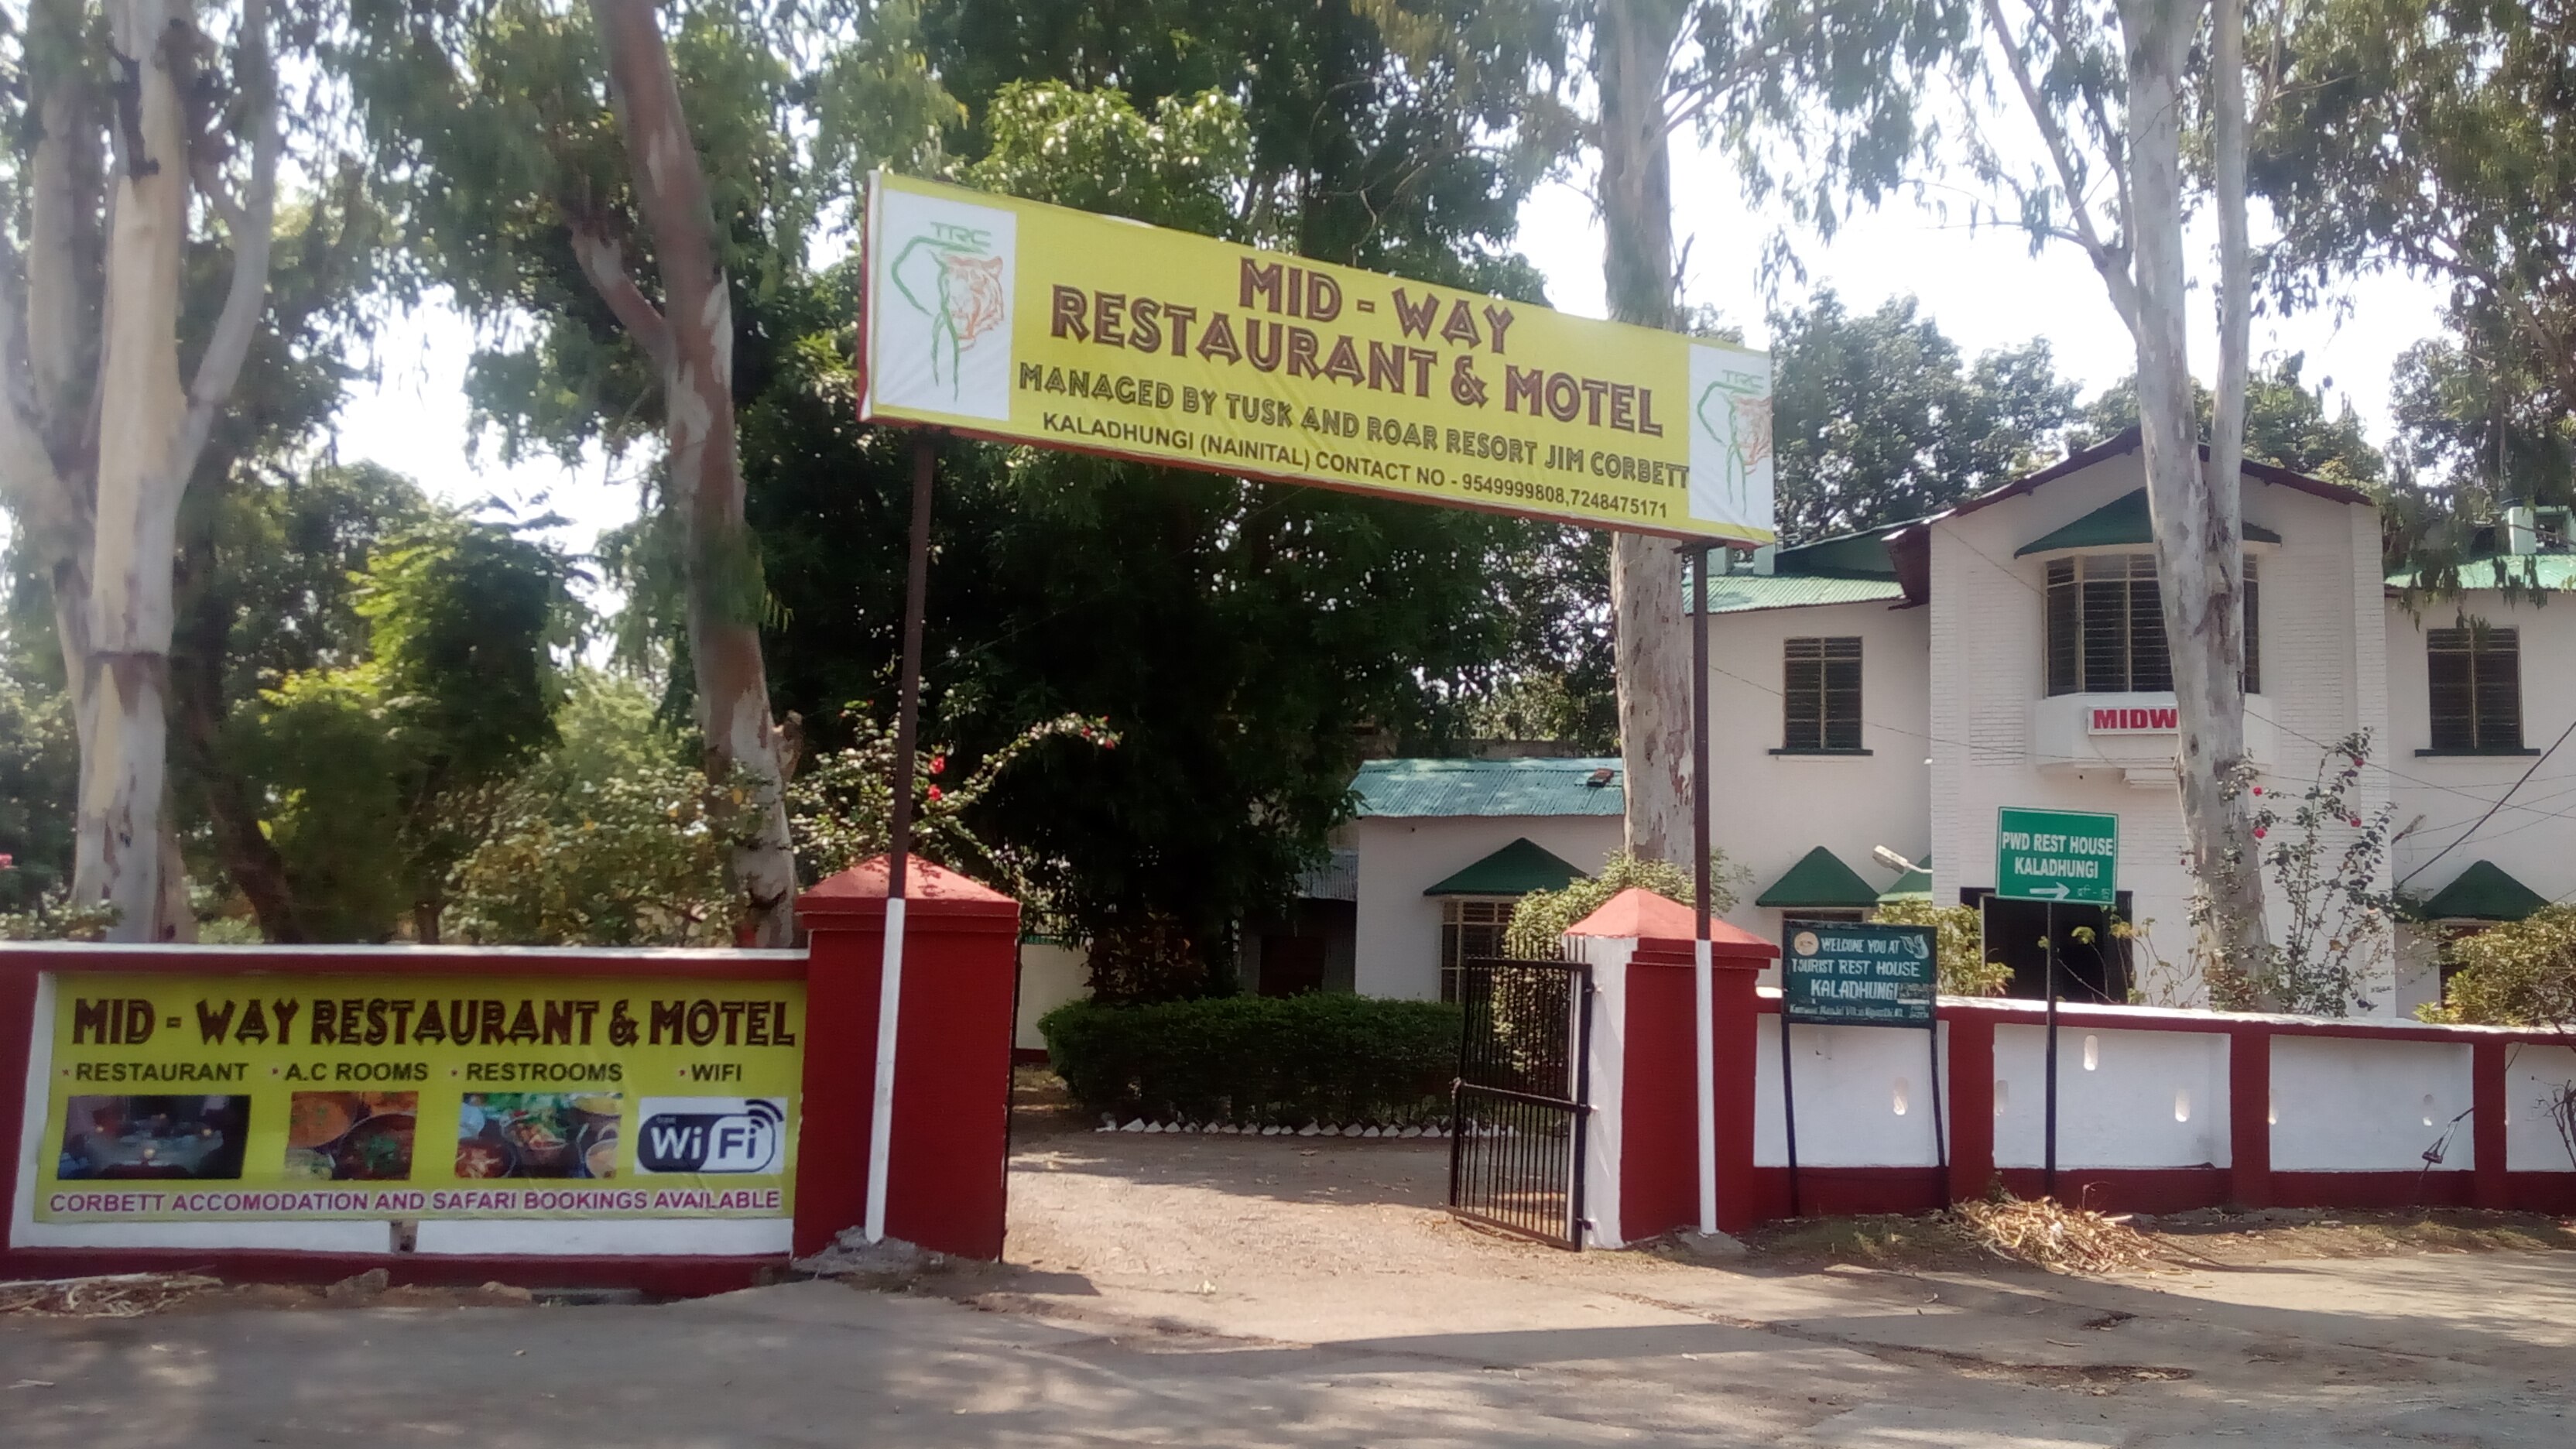 TRC
MID - WAY
RESTAURANT & MOTEL
MANAGED BY TUSK AND ROAR RESORT JIM CORBETT
KALADHUNGI (NAINITAL) CONTACT NO - 9549999808,7248475171
TRC
MIDW
PWD REST HOUSE
KALADHUNGI
WELCOME YOU AT
TOURIST REST HOUSE
KALADHUNGI
MID - WAY RESTAURANT & MOTEL
• RESTAURANT • A.C ROOMS • RESTROOMS • WIFI
Wi Fi
CORBETT ACCOMODATION AND SAFARI BOOKINGS AVAILABLE